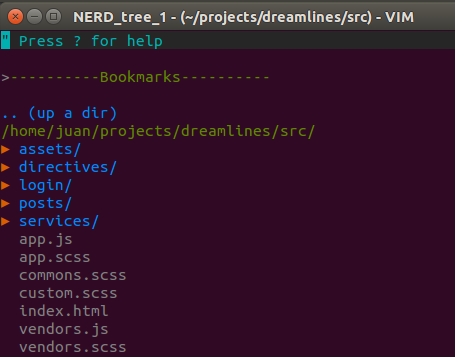 NERD_tree_1 - (~/projects/dreamlines/src) - VIM
" Press ? for help
>----------Bookmarks----------
.. (up a dir)
/home/juan/projects/dreamlines/src/
▸ assets/
▸ directives/
▸ login/
▸ posts/
▸ services/
app.js
app.scss
commons.scss
custom.scss
index.html
vendors.js
vendors.scss